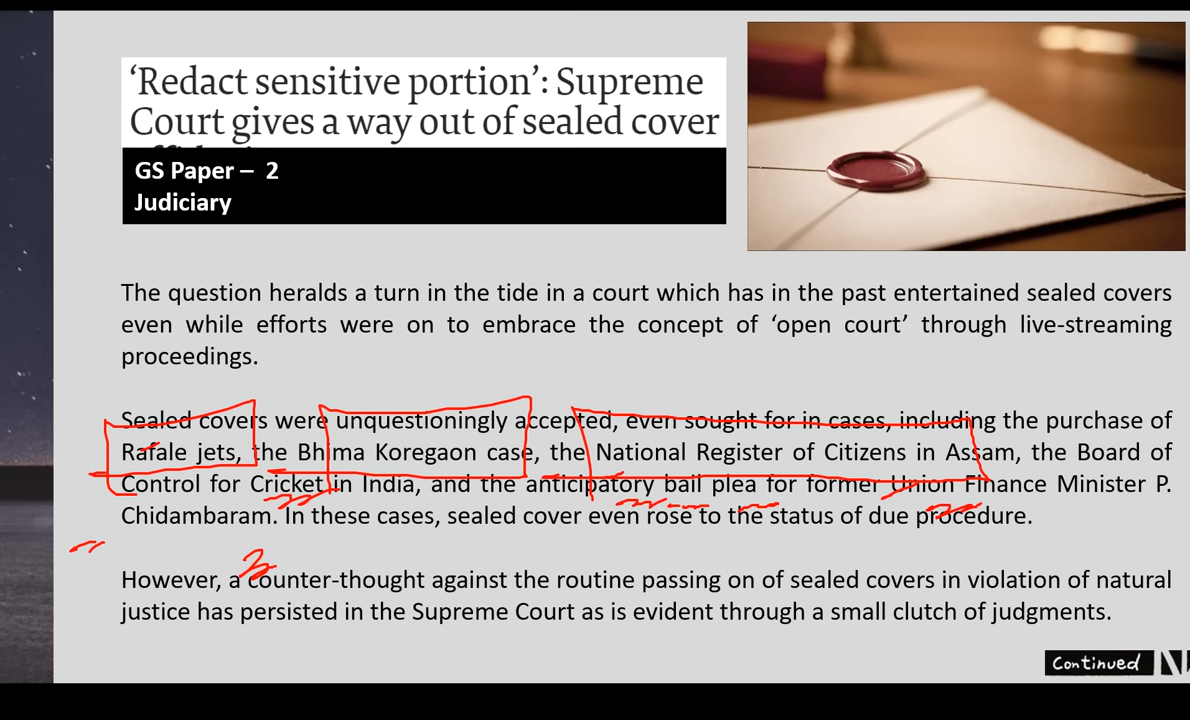 ‘Redact sensitive portion’: Supreme
Court gives a way out of sealed cover
GS Paper – 2
Judiciary
The question heralds a turn in the tide in a court which has in the past entertained sealed covers
even while efforts were on to embrace the concept of ‘open court’ through live-streaming
proceedings.
Sealed covers were unquestioningly accepted, even sought for in cases, including the purchase of
Rafale jets, the Bhima Koregaon case, the National Register of Citizens in Assam, the Board of
Control for Cricket in India, and the anticipatory bail plea for former Union Finance Minister P.
Chidambaram. In these cases, sealed cover even rose to the status of due procedure.
However, a counter-thought against the routine passing on of sealed covers in violation of natural
justice has persisted in the Supreme Court as is evident through a small clutch of judgments.
Continued